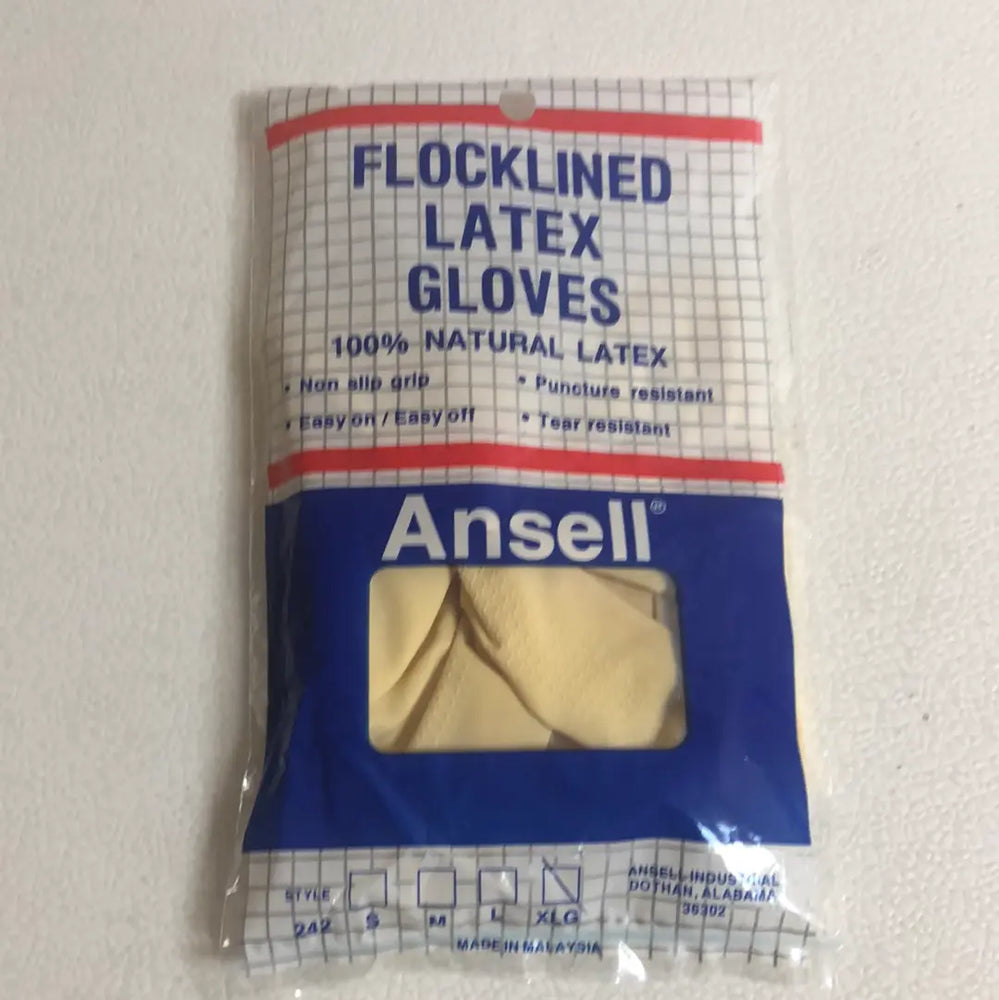 FLOCKLINED
LATEX
GLOVES
100% NATURAL LATEX
• Non slip grip • Puncture resistant
• Easy on / Easy off • Tear resistant
Ansell®
STYLE
242 S M L XLG
ANSELL INDUSTRIAL
DOTHAN, ALABAMA
36302
MADE IN MALAYSIA